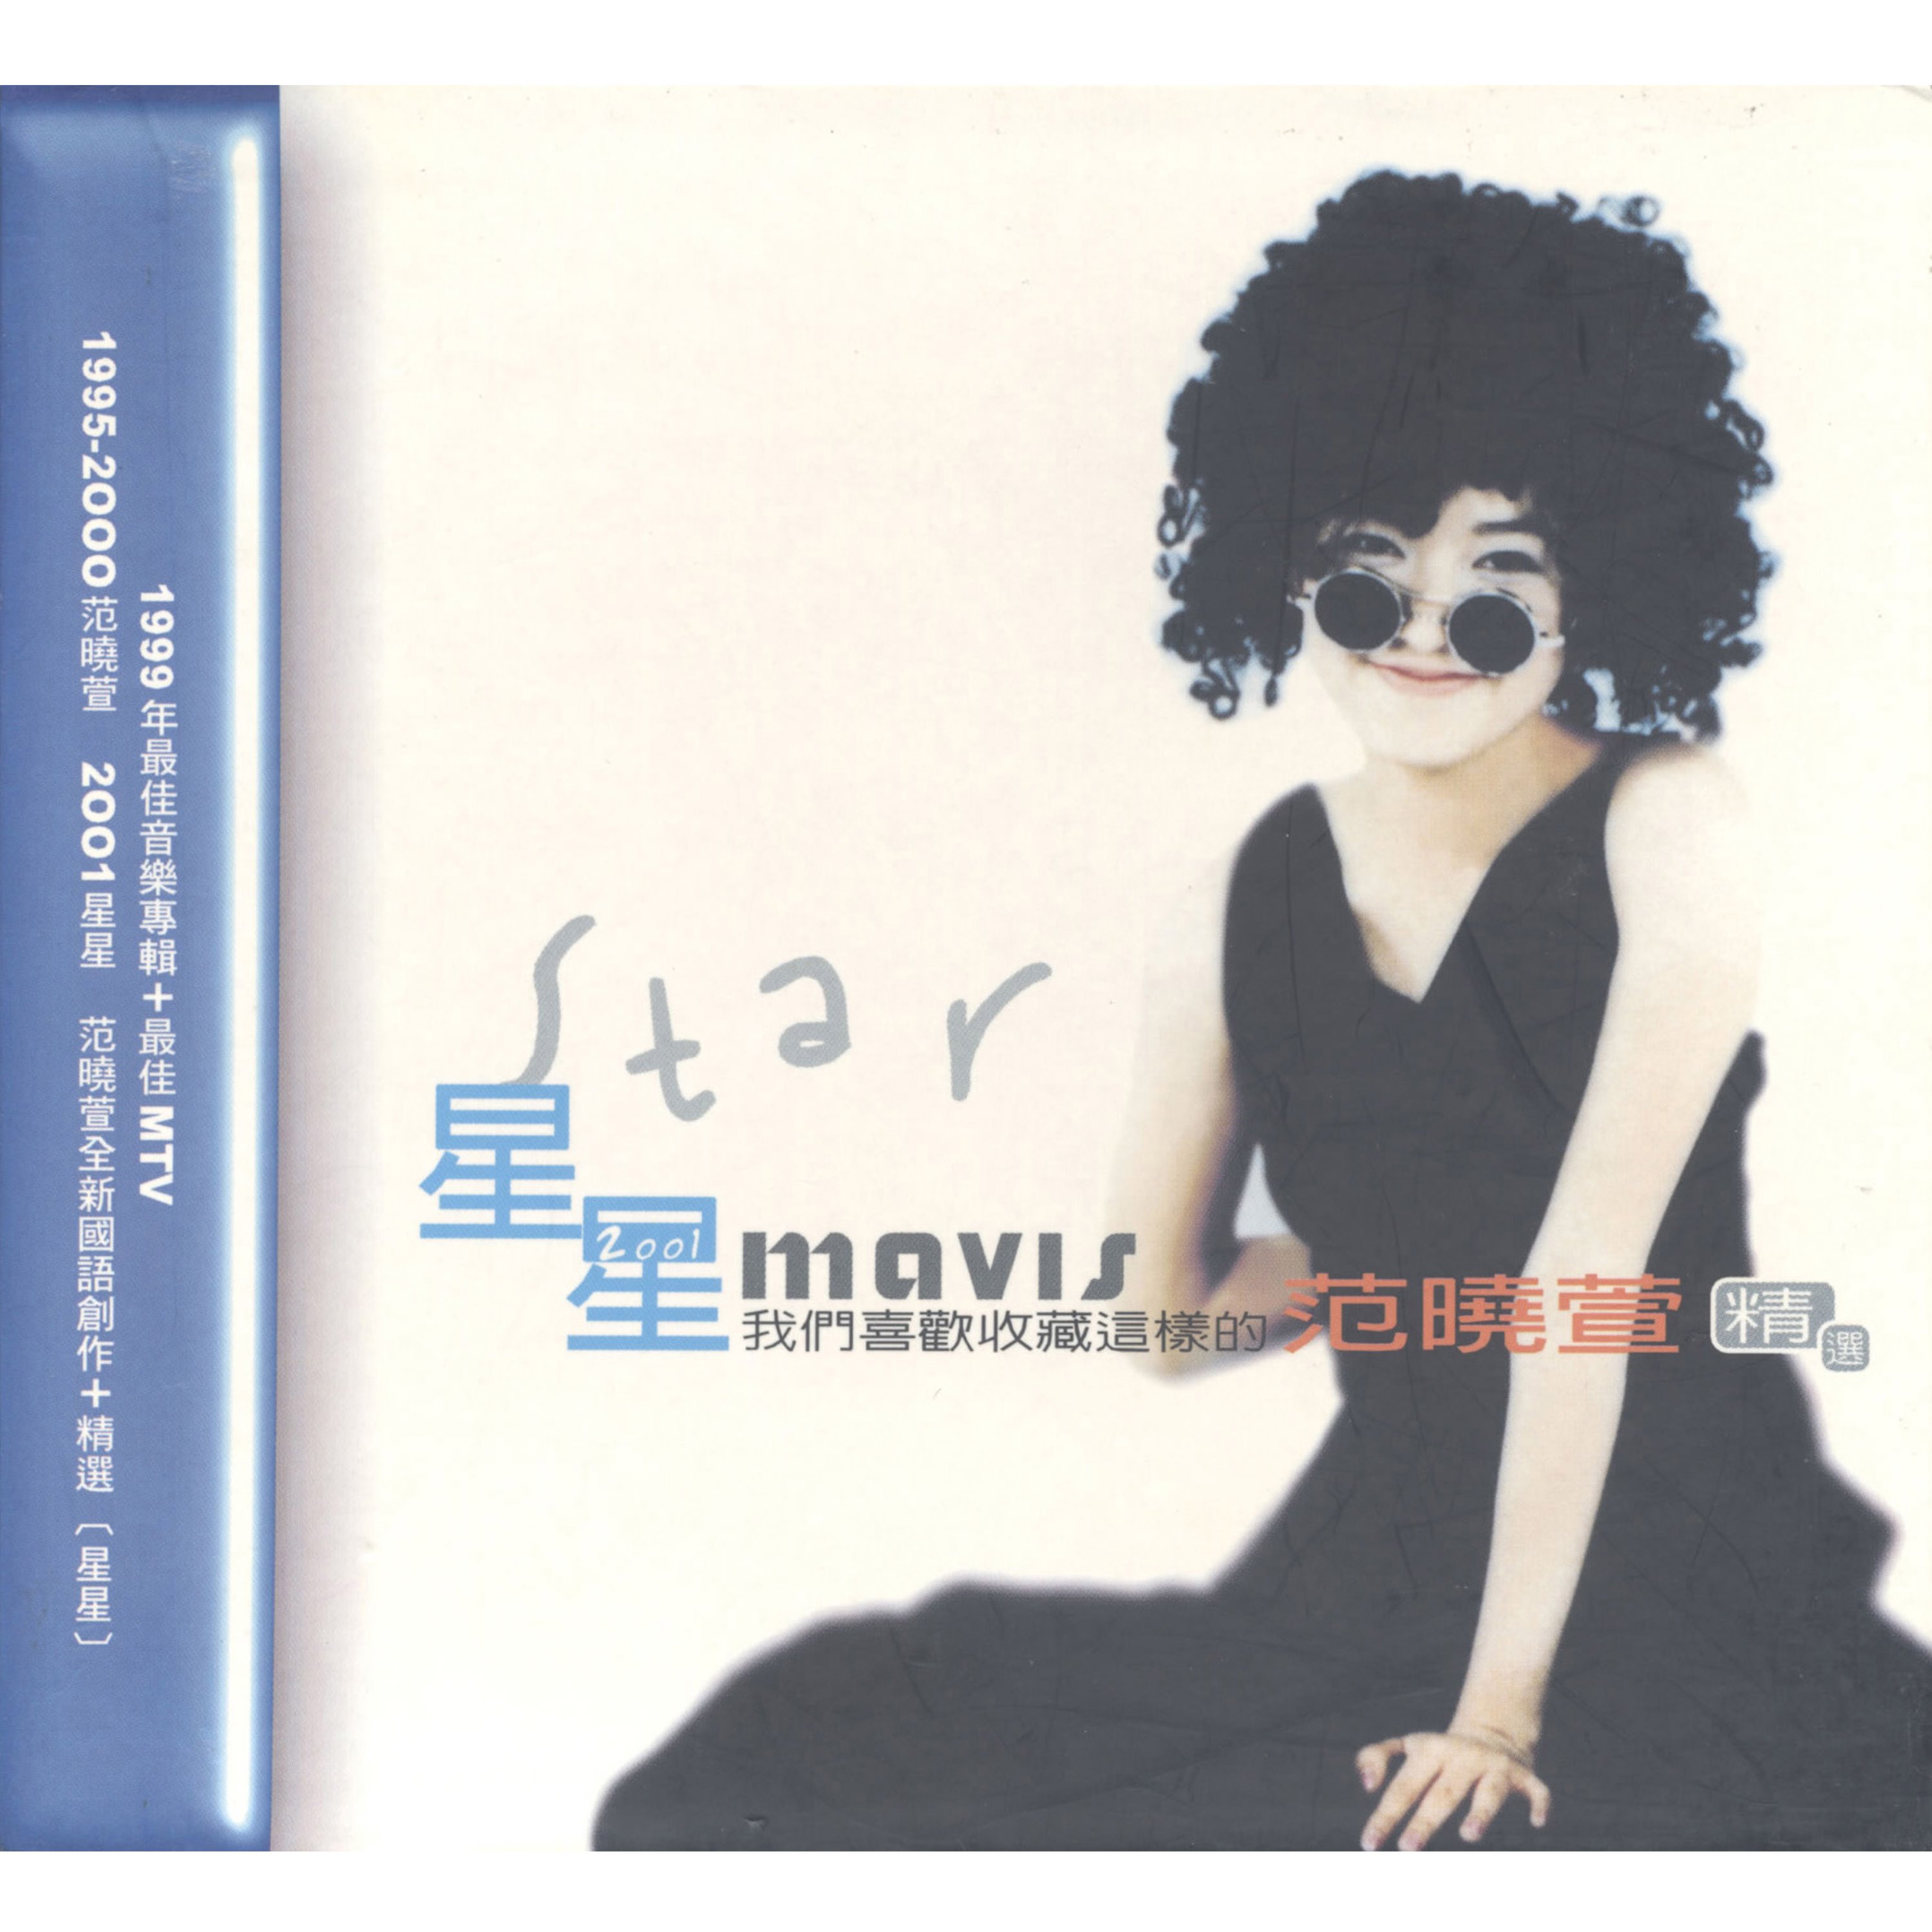 1999年最佳音樂專輯+最佳MTV
1995-2000范曉萱 2001星星 范曉萱全新國語創作+精選〔星星〕
Star
星星
2001
mavis
我們喜歡收藏這樣的范曉萱精選